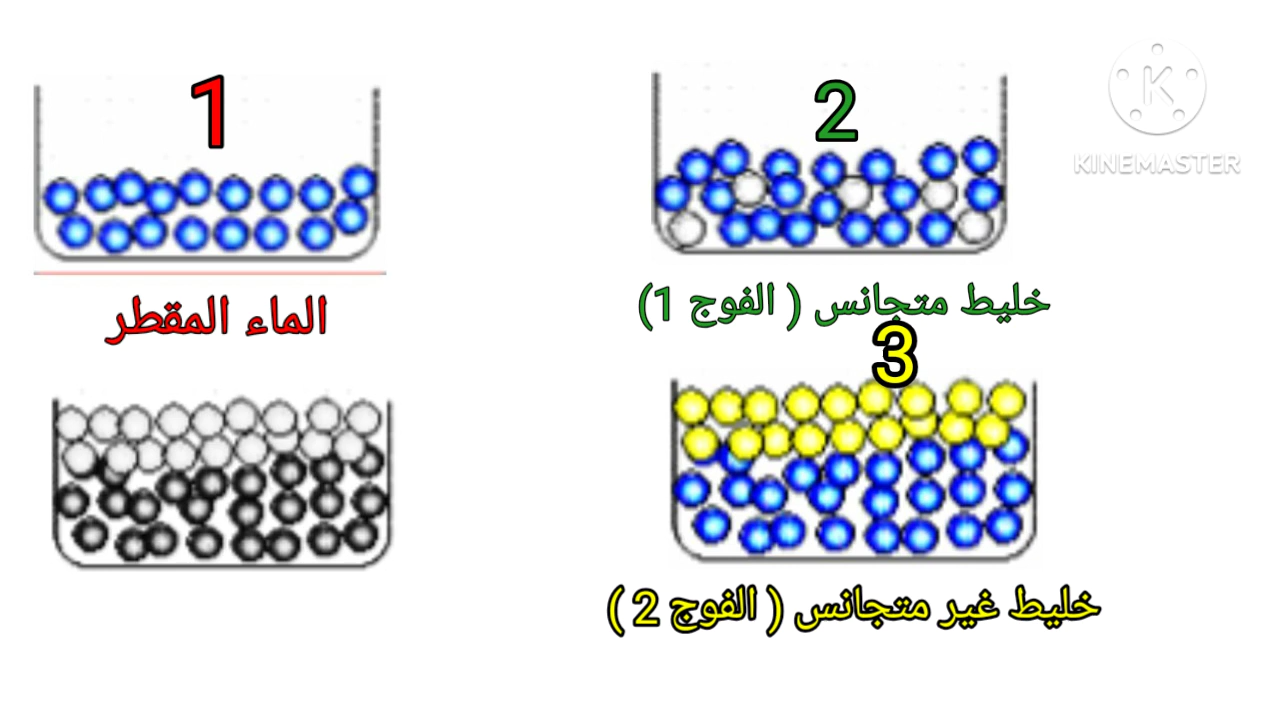 1
2
KINEMASTER
الماء المقطر
خليط متجانس ( الفوج 1)
3
خليط غير متجانس ( الفوج 2 )